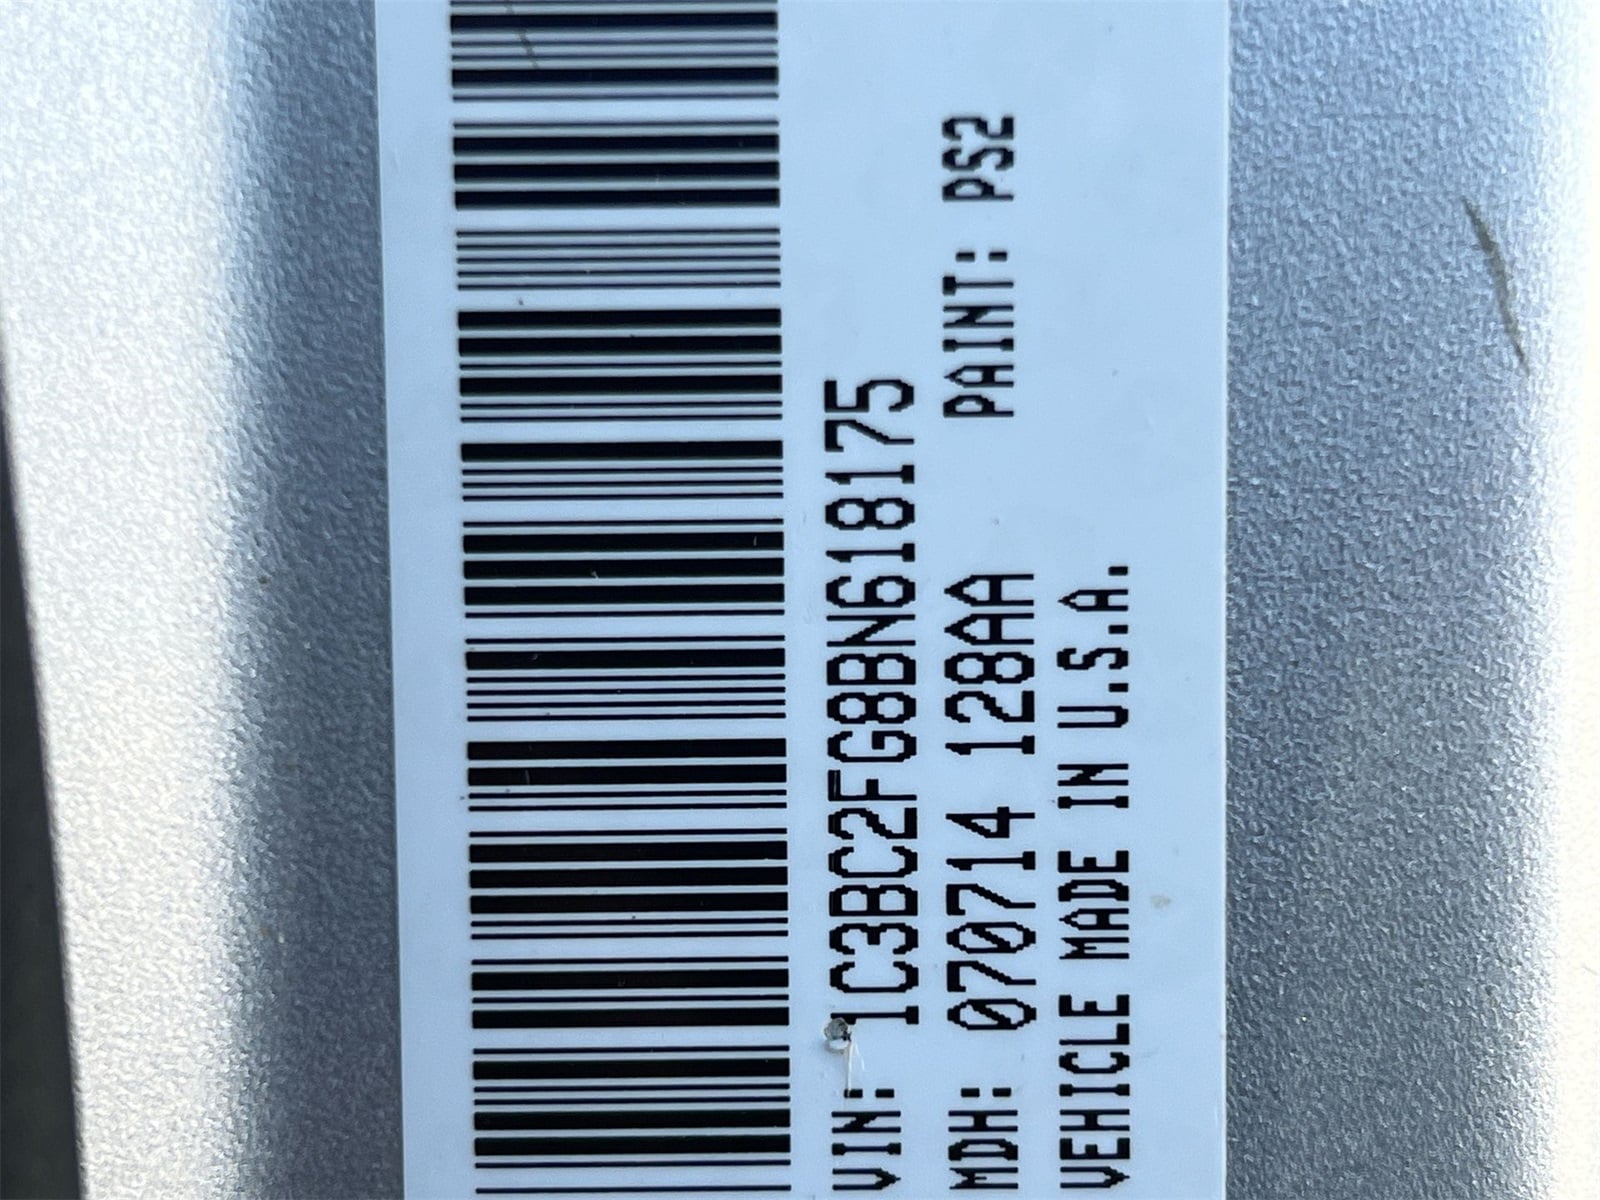 VIN: 1C3BC2FG8BN618175
MDH: 070714 128AA PAINT: PS2
VEHICLE MADE IN U.S.A.